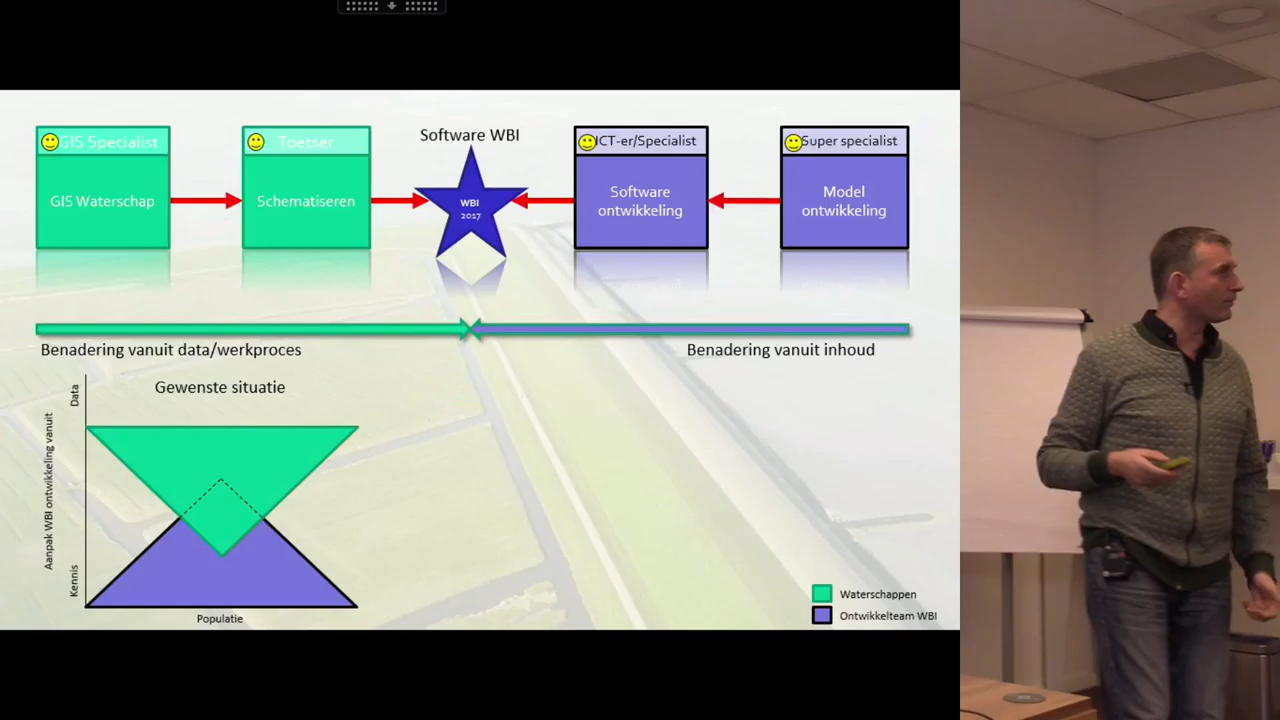 GIS Specialist
Toetser
Software WBI
ICT-er/Specialist
Super specialist
GIS Waterschap
Schematiseren
WBI
2017
Software
ontwikkeling
Model
ontwikkeling
Benadering vanuit data/werkproces
Benadering vanuit inhoud
Gewenste situatie
Data
Aanpak WBI ontwikkeling vanuit
Kennis
Populatie
Waterschappen
Ontwikkelteam WBI